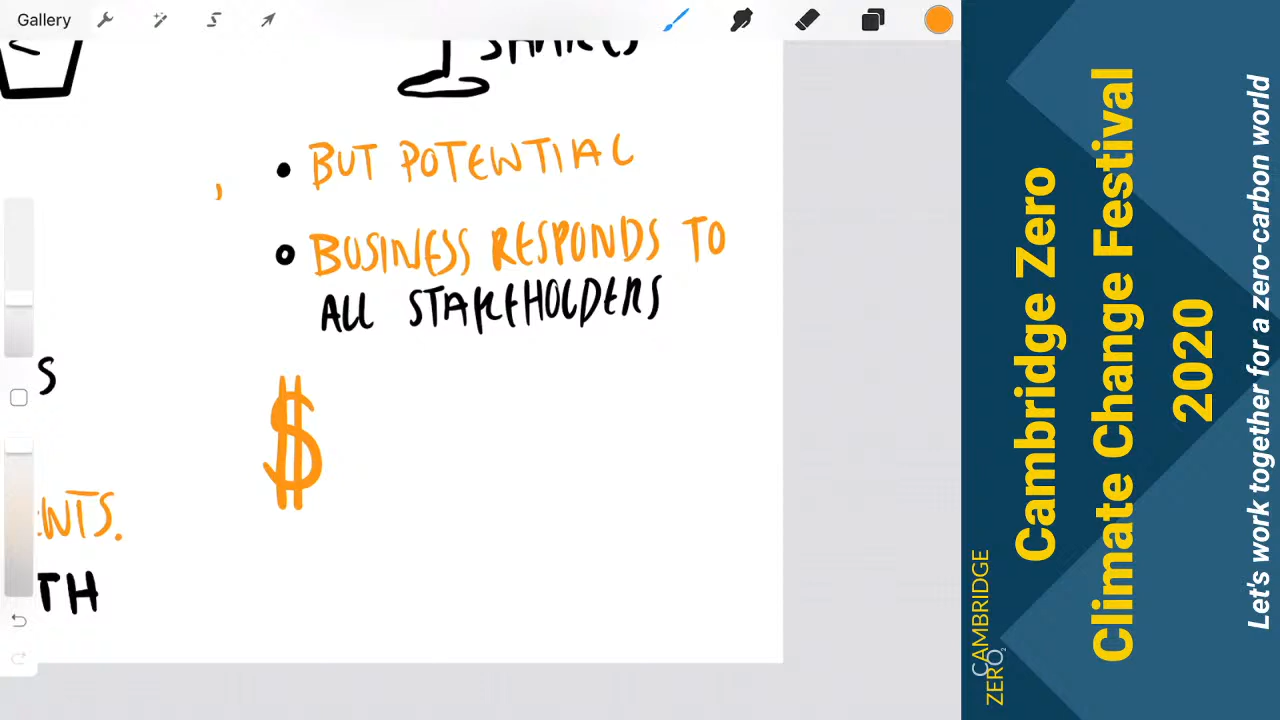 Gallery
BUT POTENTIAL
BUSINESS RESPONDS TO
ALL STAKEHOLDERS
S
$
ENTS.
TH
Cambridge Zero
Climate Change Festival
2020
Let's work together for a zero-carbon world
CAMBRIDGE
ZERO